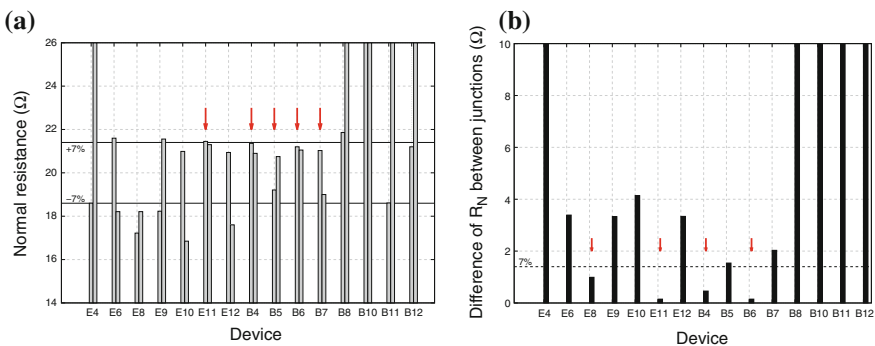 (a)
26
24
22
20
18
16
14
Normal resistance (Ω)
+7%
−7%
E4 E6 E8 E9 E10 E11 E12 B4 B5 B6 B7 B8 B10 B11 B12
Device
(b)
10
8
6
4
2
0
Difference of R_N between junctions (Ω)
7%
E4 E6 E8 E9 E10 E11 E12 B4 B5 B6 B7 B8 B10 B11 B12
Device